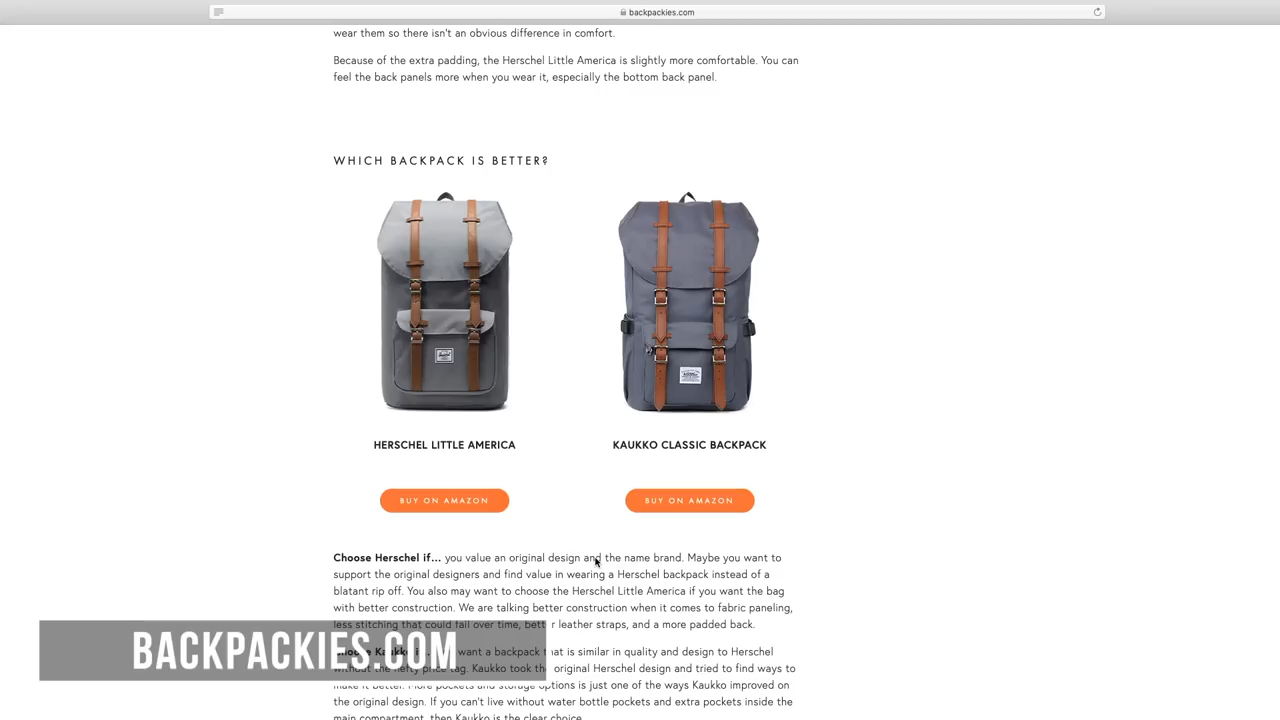 backpackies.com
wear them so there isn't an obvious difference in comfort.
Because of the extra padding, the Herschel Little America is slightly more comfortable. You can
feel the back panels more when you wear it, especially the bottom back panel.
WHICH BACKPACK IS BETTER?
HERSCHEL LITTLE AMERICA
KAUKKO CLASSIC BACKPACK
BUY ON AMAZON
BUY ON AMAZON
Choose Herschel if... you value an original design and the name brand. Maybe you want to
support the original designers and find value in wearing a Herschel backpack instead of a
blatant rip off. You also may want to choose the Herschel Little America if you want the bag
with better construction. We are talking better construction when it comes to fabric paneling,
less stitching that could fail over time, better leather straps, and a more padded back.
want a backpack that is similar in quality and design to Herschel
without the hefty price tag. Kaukko took the original Herschel design and tried to find ways to
make it better. More pockets and storage options is just one of the ways Kaukko improved on
the original design. If you can't live without water bottle pockets and extra pockets inside the
main compartment, then Kaukko is the clear choice.
BACKPACKIES.COM